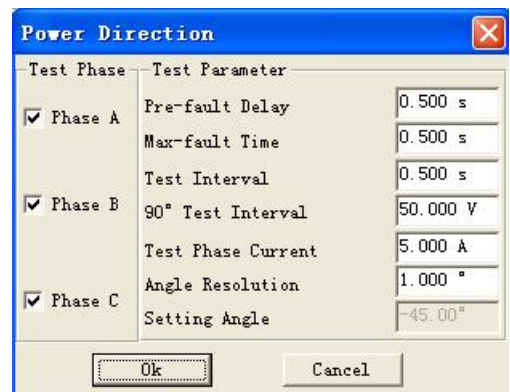 Power Direction
Test Phase
Test Parameter
Phase A
Phase B
Phase C
Pre-fault Delay 0.500 s
Max-fault Time 0.500 s
Test Interval 0.500 s
90° Test Interval 50.000 V
Test Phase Current 5.000 A
Angle Resolution 1.000 °
Setting Angle -45.00°
Ok
Cancel